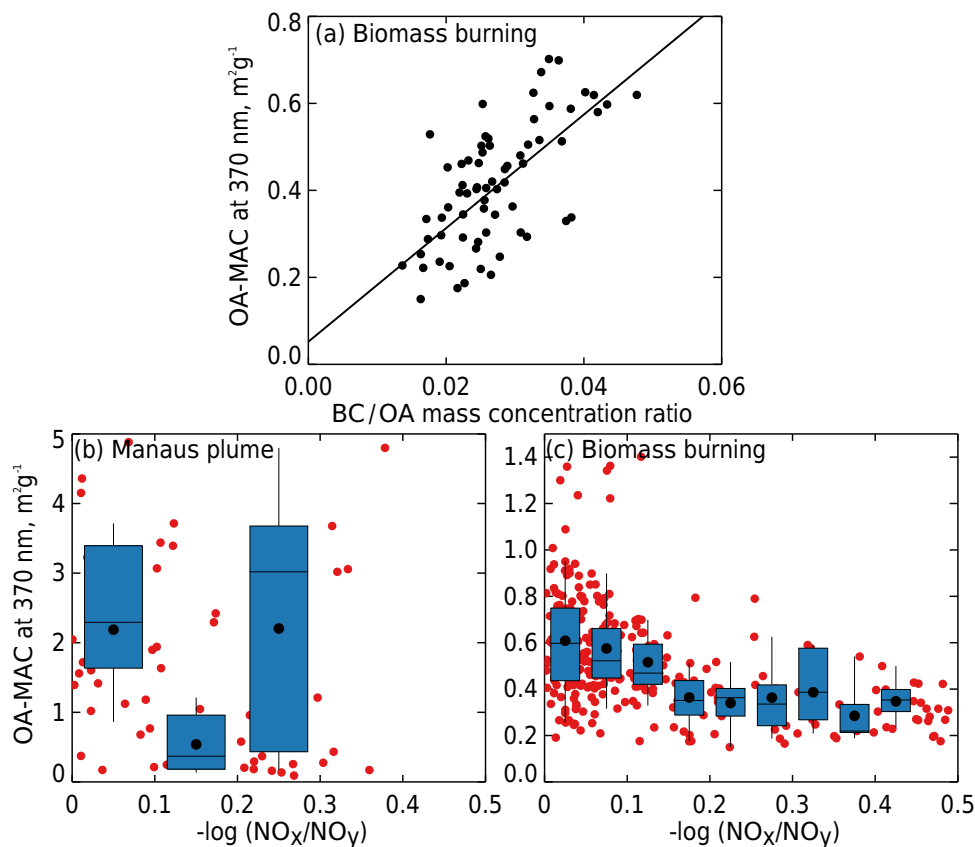 (a) Biomass burning
OA-MAC at 370 nm, m²g⁻¹
0.8
0.6
0.4
0.2
0.0
0.00 0.02 0.04 0.06
BC/OA mass concentration ratio
(b) Manaus plume
OA-MAC at 370 nm, m²g⁻¹
5
4
3
2
1
0
0 0.1 0.2 0.3 0.4 0.5
-log (NOX/NOY)
(c) Biomass burning
1.4
1.2
1.0
0.8
0.6
0.4
0.2
0.0
0.0 0.1 0.2 0.3 0.4 0.5
-log (NOX/NOY)